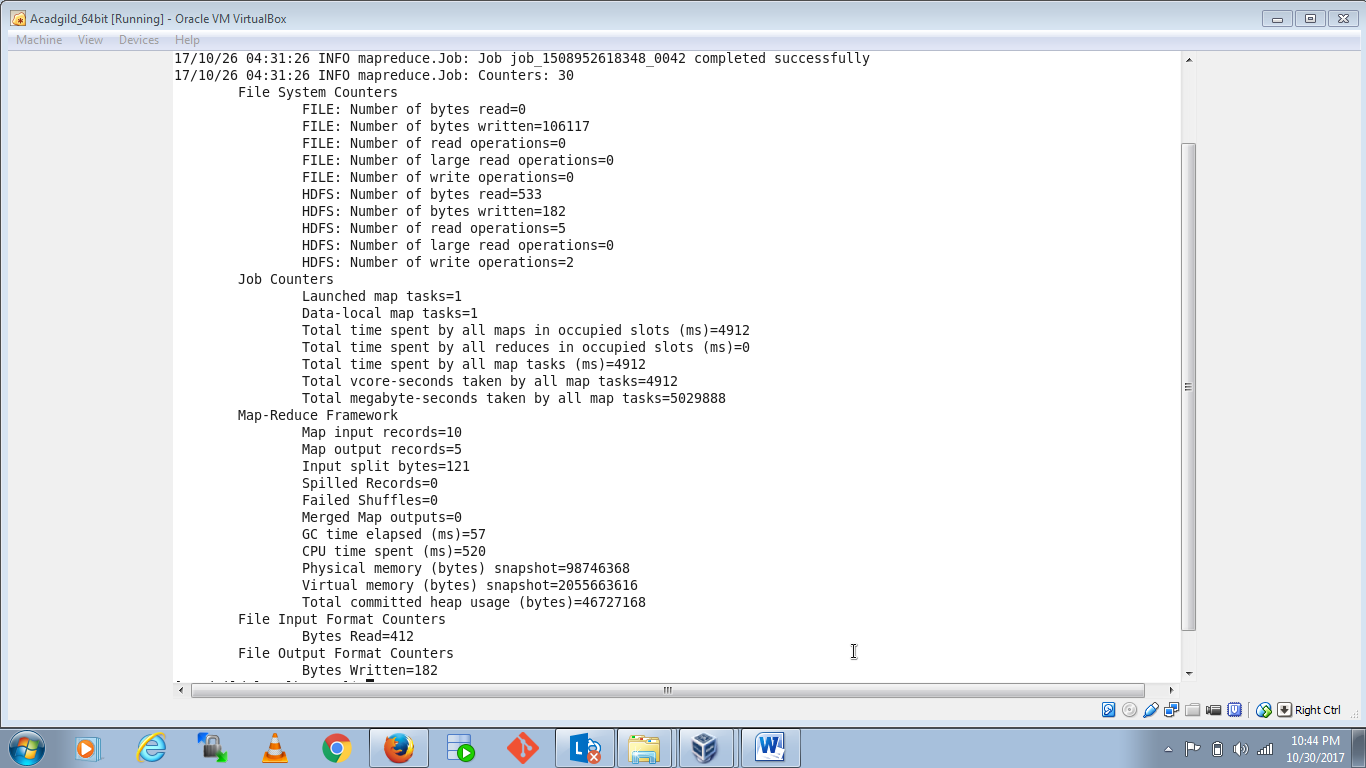 Acadgild_64bit [Running] - Oracle VM VirtualBox
Machine View Devices Help
17/10/26 04:31:26 INFO mapreduce.Job: Job job_1508952618348_0042 completed successfully
17/10/26 04:31:26 INFO mapreduce.Job: Counters: 30
File System Counters
FILE: Number of bytes read=0
FILE: Number of bytes written=106117
FILE: Number of read operations=0
FILE: Number of large read operations=0
FILE: Number of write operations=0
HDFS: Number of bytes read=533
HDFS: Number of bytes written=182
HDFS: Number of read operations=5
HDFS: Number of large read operations=0
HDFS: Number of write operations=2
Job Counters
Launched map tasks=1
Data-local map tasks=1
Total time spent by all maps in occupied slots (ms)=4912
Total time spent by all reduces in occupied slots (ms)=0
Total time spent by all map tasks (ms)=4912
Total vcore-seconds taken by all map tasks=4912
Total megabyte-seconds taken by all map tasks=5029888
Map-Reduce Framework
Map input records=10
Map output records=5
Input split bytes=121
Spilled Records=0
Failed Shuffles=0
Merged Map outputs=0
GC time elapsed (ms)=57
CPU time spent (ms)=520
Physical memory (bytes) snapshot=98746368
Virtual memory (bytes) snapshot=2055663616
Total committed heap usage (bytes)=46727168
File Input Format Counters
Bytes Read=412
File Output Format Counters
Bytes Written=182
Right Ctrl
10:44 PM
10/30/2017